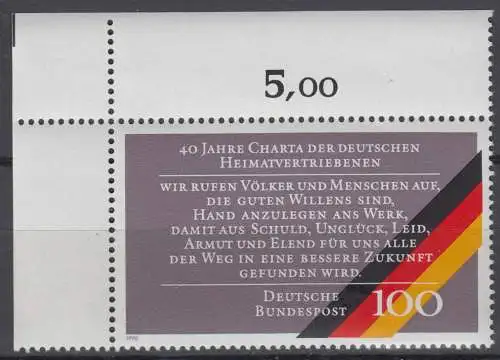 5,00
40 JAHRE CHARTA DER DEUTSCHEN
HEIMATVERTRIEBENEN
WIR RUFEN VÖLKER UND MENSCHEN AUF,
DIE GUTEN WILLENS SIND,
HAND ANZULEGEN ANS WERK,
DAMIT AUS SCHULD, UNGLÜCK, LEID,
ARMUT UND ELEND FÜR UNS ALLE
DER WEG IN EINE BESSERE ZUKUNFT
GEFUNDEN WIRD.
DEUTSCHE
BUNDESPOST 100
1990